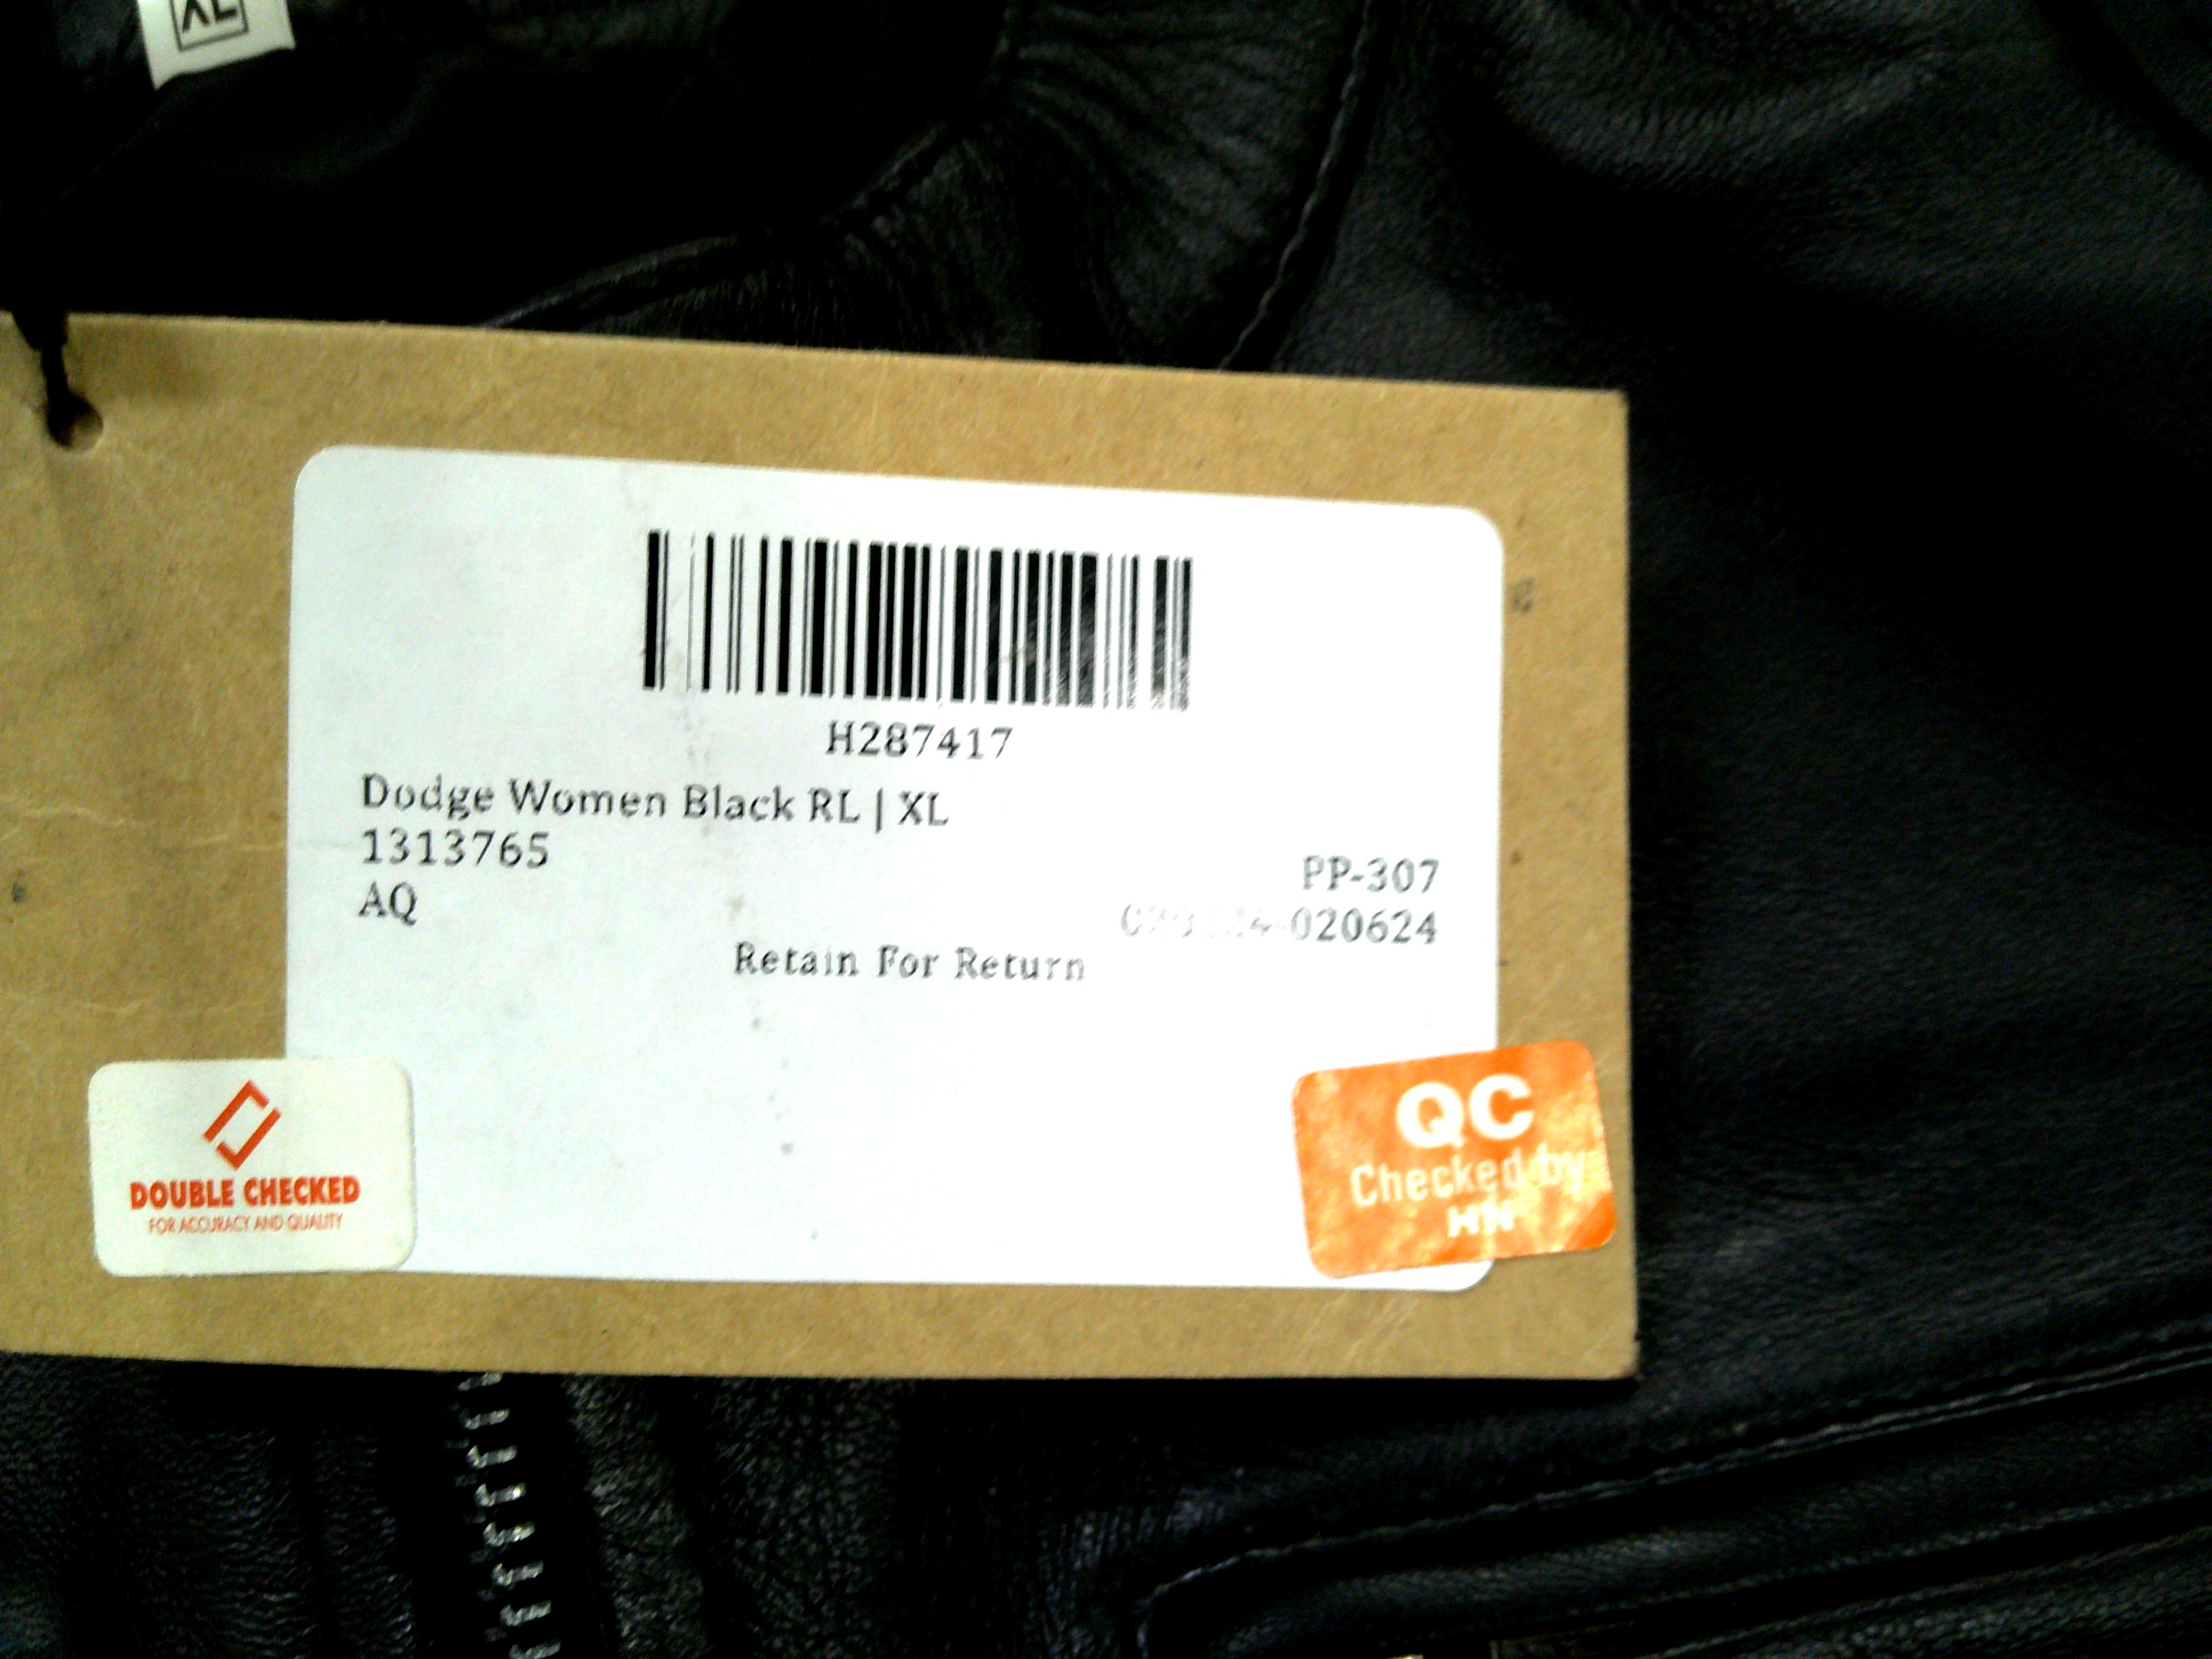 XL
H287417
Dodge Women Black RL | XL
1313765
PP-307
AQ
Retain For Return
DOUBLE CHECKED
FOR ACCURACY AND QUALITY
QC
Checked by
HN